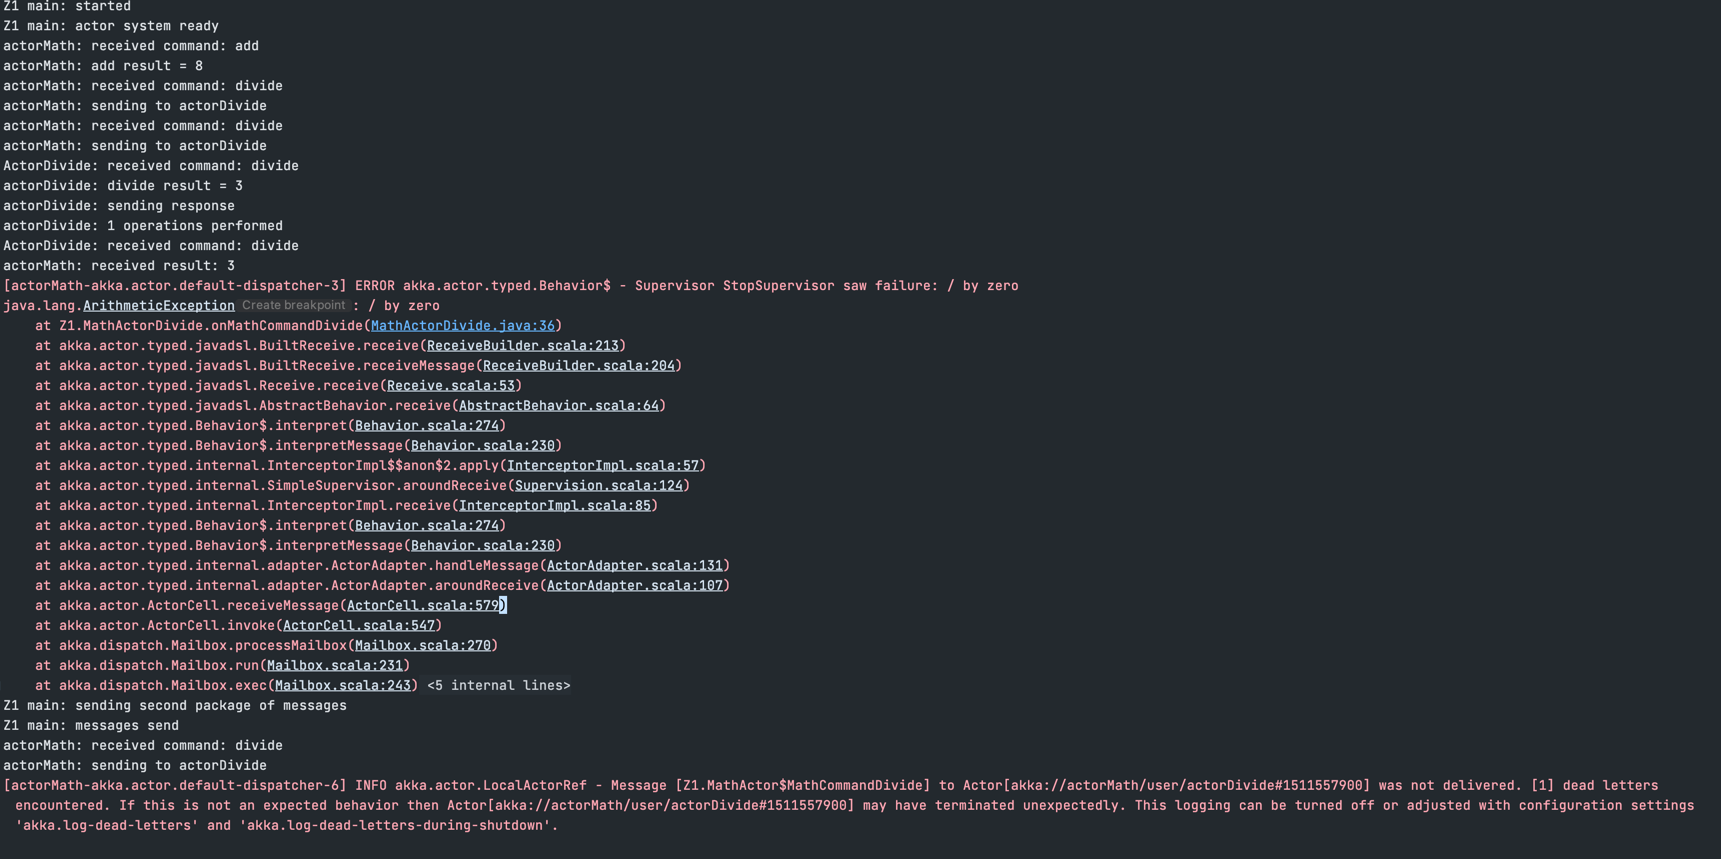 Z1 main: started
Z1 main: actor system ready
actorMath: received command: add
actorMath: add result = 8
actorMath: received command: divide
actorMath: sending to actorDivide
actorMath: received command: divide
actorMath: sending to actorDivide
ActorDivide: received command: divide
actorDivide: divide result = 3
actorDivide: sending response
actorDivide: 1 operations performed
ActorDivide: received command: divide
actorMath: received result: 3
[actorMath-akka.actor.default-dispatcher-3] ERROR akka.actor.typed.Behavior$ - Supervisor StopSupervisor saw failure: / by zero
java.lang.ArithmeticException Create breakpoint : / by zero
    at Z1.MathActorDivide.onMathCommandDivide(MathActorDivide.java:36)
    at akka.actor.typed.javadsl.BuiltReceive.receive(ReceiveBuilder.scala:213)
    at akka.actor.typed.javadsl.BuiltReceive.receiveMessage(ReceiveBuilder.scala:204)
    at akka.actor.typed.javadsl.Receive.receive(Receive.scala:53)
    at akka.actor.typed.javadsl.AbstractBehavior.receive(AbstractBehavior.scala:64)
    at akka.actor.typed.Behavior$.interpret(Behavior.scala:274)
    at akka.actor.typed.Behavior$.interpretMessage(Behavior.scala:230)
    at akka.actor.typed.internal.InterceptorImpl$$anon$2.apply(InterceptorImpl.scala:57)
    at akka.actor.typed.internal.SimpleSupervisor.aroundReceive(Supervision.scala:124)
    at akka.actor.typed.internal.InterceptorImpl.receive(InterceptorImpl.scala:85)
    at akka.actor.typed.Behavior$.interpret(Behavior.scala:274)
    at akka.actor.typed.Behavior$.interpretMessage(Behavior.scala:230)
    at akka.actor.typed.internal.adapter.ActorAdapter.handleMessage(ActorAdapter.scala:131)
    at akka.actor.typed.internal.adapter.ActorAdapter.aroundReceive(ActorAdapter.scala:107)
    at akka.actor.ActorCell.receiveMessage(ActorCell.scala:579)
    at akka.actor.ActorCell.invoke(ActorCell.scala:547)
    at akka.dispatch.Mailbox.processMailbox(Mailbox.scala:270)
    at akka.dispatch.Mailbox.run(Mailbox.scala:231)
    at akka.dispatch.Mailbox.exec(Mailbox.scala:243) <5 internal lines>
Z1 main: sending second package of messages
Z1 main: messages send
actorMath: received command: divide
actorMath: sending to actorDivide
[actorMath-akka.actor.default-dispatcher-6] INFO akka.actor.LocalActorRef - Message [Z1.MathActor$MathCommandDivide] to Actor[akka://actorMath/user/actorDivide#1511557900] was not delivered. [1] dead letters
encountered. If this is not an expected behavior then Actor[akka://actorMath/user/actorDivide#1511557900] may have terminated unexpectedly. This logging can be turned off or adjusted with configuration settings
'akka.log-dead-letters' and 'akka.log-dead-letters-during-shutdown'.